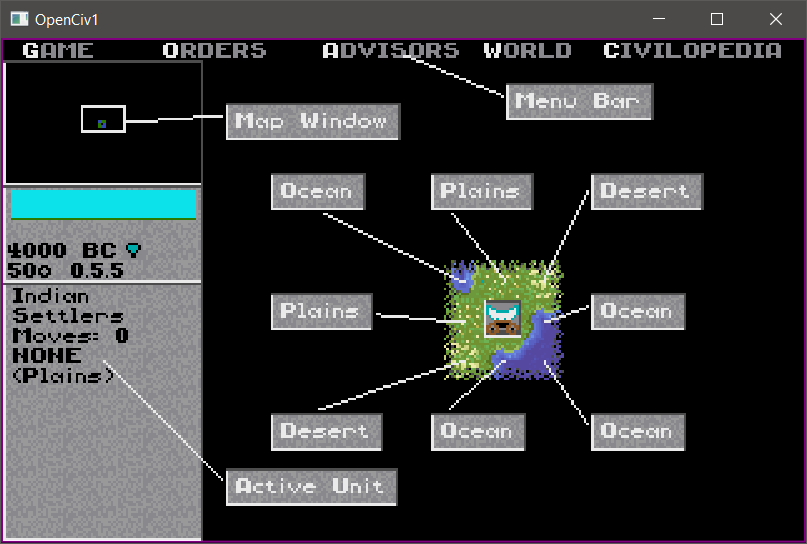 OpenCiv1
GAME ORDERS ADVISORS WORLD CIVILOPEDIA
Menu Bar
Map Window
Ocean Plains Desert
4000 BC
50 0.5.5
Indian
Settlers
Moves: 0
NONE
(Plains)
Plains Ocean
Desert Ocean Ocean
Active Unit